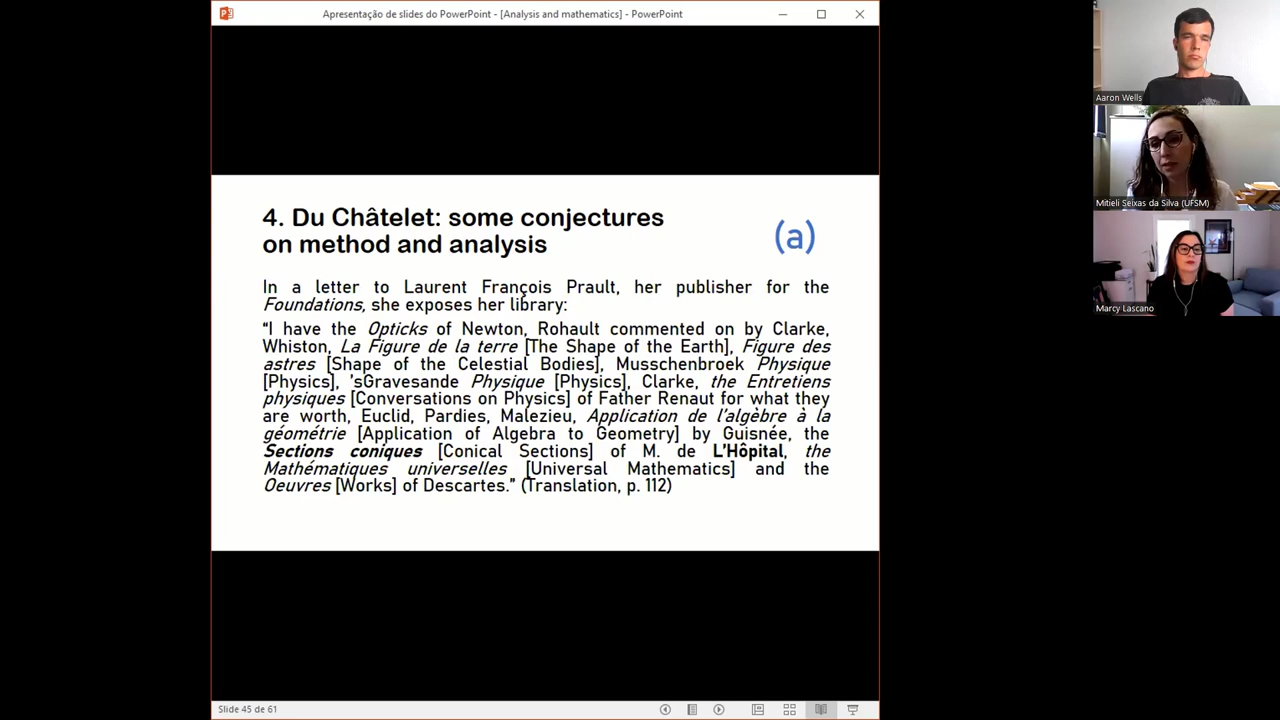 Apresentação de slides do PowerPoint - [Analysis and mathematics] - PowerPoint
4. Du Châtelet: some conjectures
on method and analysis
(a)
In a letter to Laurent François Prault, her publisher for the
Foundations, she exposes her library:
“I have the Opticks of Newton, Rohault commented on by Clarke,
Whiston, La Figure de la terre [The Shape of the Earth], Figure des
astres [Shape of the Celestial Bodies], Musschenbroek Physique
[Physics], 'sGravesande Physique [Physics], Clarke, the Entretiens
physiques [Conversations on Physics] of Father Renaut for what they
are worth, Euclid, Pardies, Malezieu, Application de l'algèbre à la
géométrie [Application of Algebra to Geometry] by Guisnée, the
Sections coniques [Conical Sections] of M. de L'Hôpital, the
Mathématiques universelles [Universal Mathematics] and the
Oeuvres [Works] of Descartes.” (Translation, p. 112)
Slide 45 de 61
Aaron Wells
Mitieli Seixas da Silva (UFSM)
Marcy Lascano